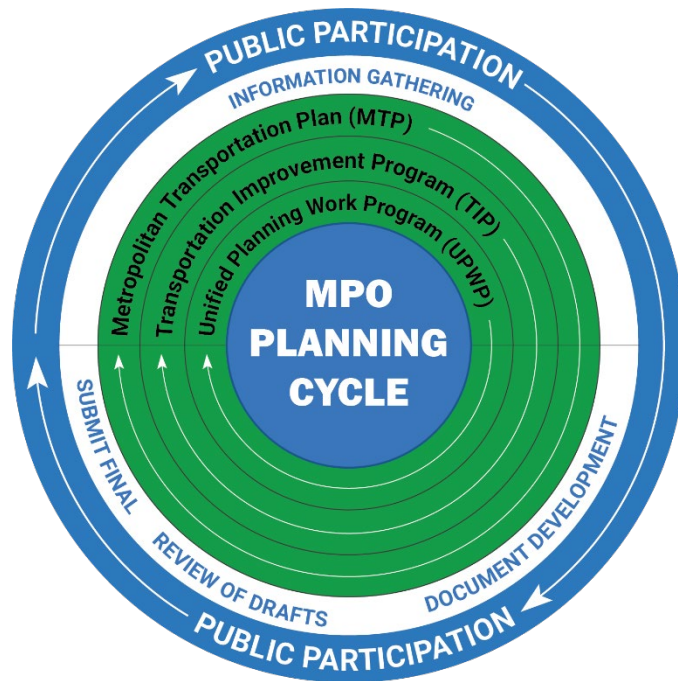 PUBLIC PARTICIPATION
INFORMATION GATHERING
Metropolitan Transportation Plan (MTP)
Transportation Improvement Program (TIP)
Unified Planning Work Program (UPWP)
MPO
PLANNING
CYCLE
DOCUMENT DEVELOPMENT
REVIEW OF DRAFTS
SUBMIT FINAL
PUBLIC PARTICIPATION